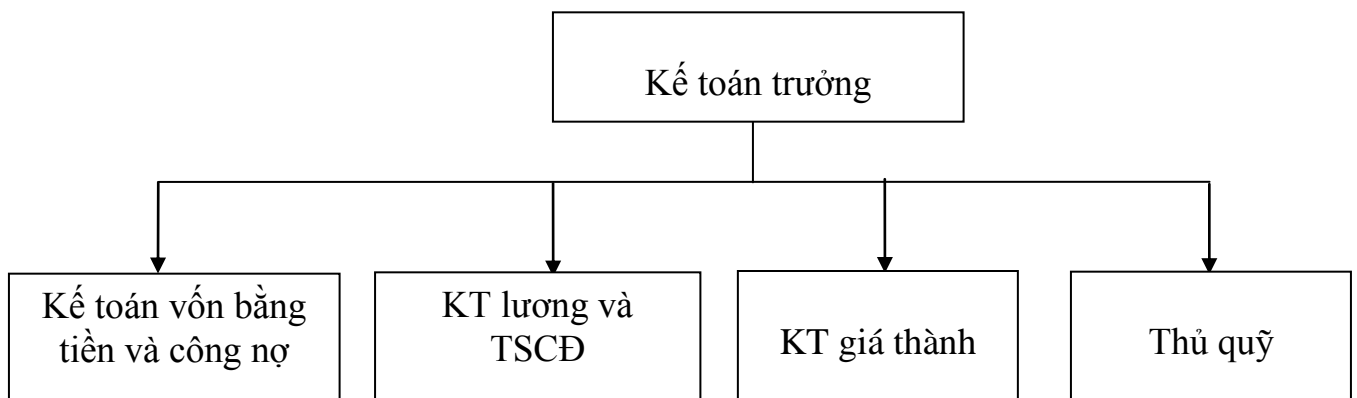 Kế toán trưởng
Kế toán vốn bằng
tiền và công nợ
KT lương và
TSCĐ
KT giá thành
Thủ quỹ